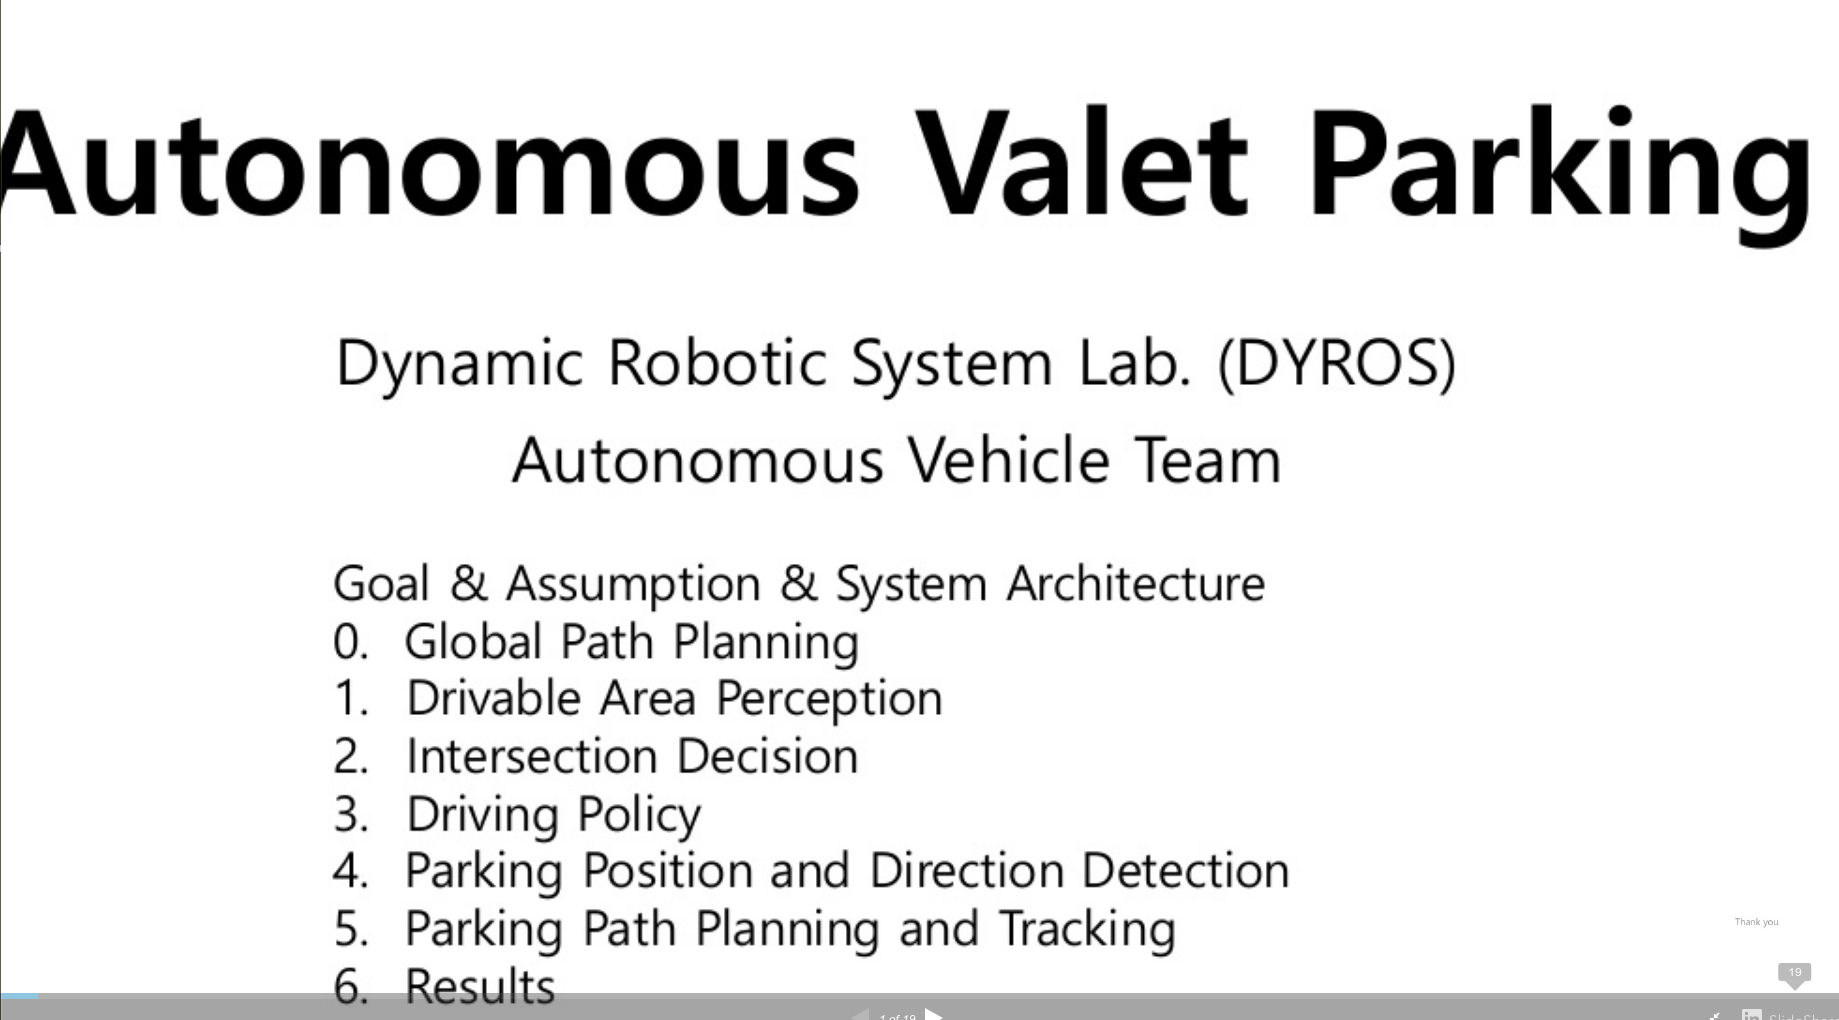 Autonomous Valet Parking
Dynamic Robotic System Lab. (DYROS)
Autonomous Vehicle Team
Goal & Assumption & System Architecture
0. Global Path Planning
1. Drivable Area Perception
2. Intersection Decision
3. Driving Policy
4. Parking Position and Direction Detection
5. Parking Path Planning and Tracking
6. Results
Thank you
19
1 of 19